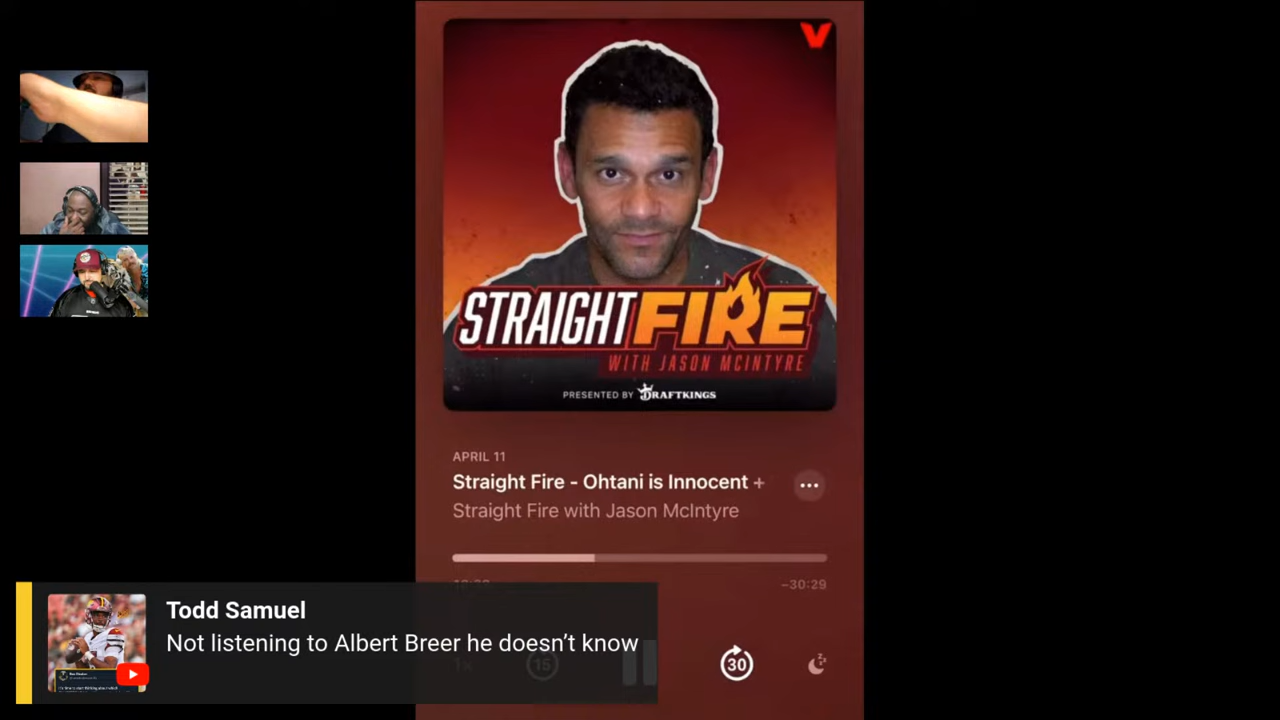 STRAIGHT FIRE
WITH JASON MCINTYRE
PRESENTED BY DRAFTKINGS
APRIL 11
Straight Fire - Ohtani is Innocent +
Straight Fire with Jason McIntyre
-30:29
Todd Samuel
Not listening to Albert Breer he doesn't know
15
30